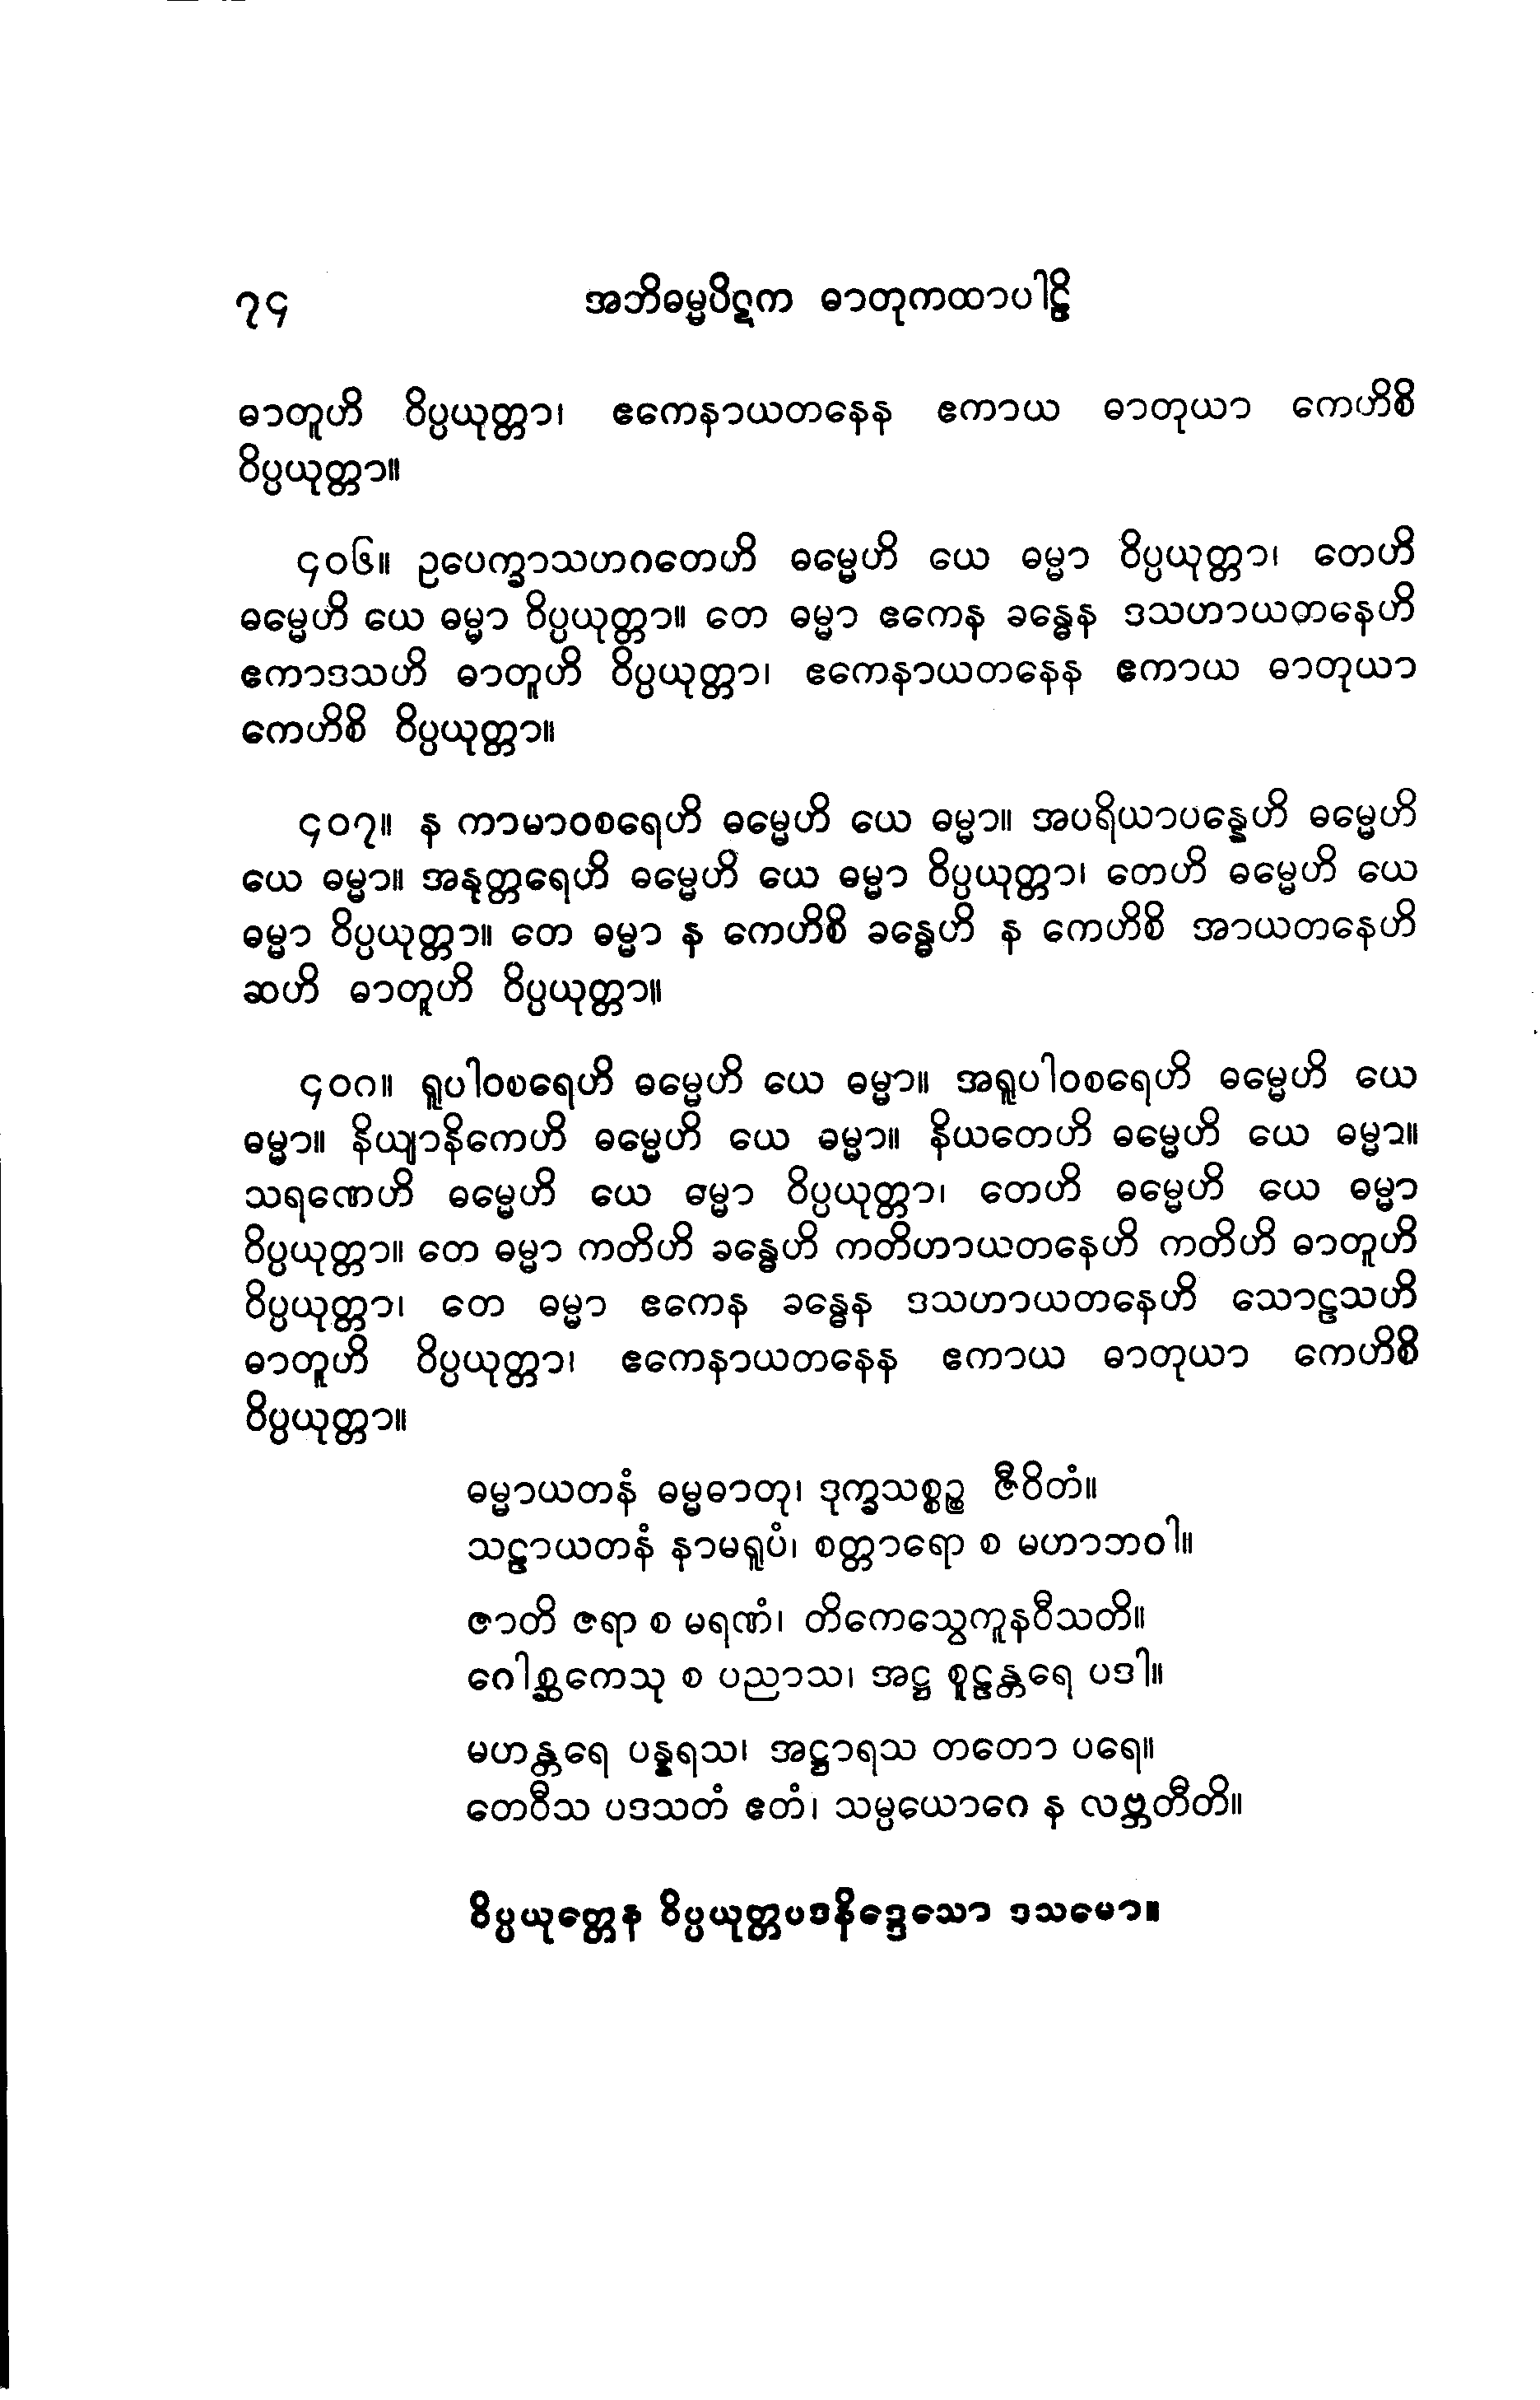 ၇၄ အဘိဓမ္မပိဋက ဓာတုကထာပါဠိ
ဓာတူဟိ ဝိပ္ပယုတ္တာ၊ ဧကေနာယတနေန ဧကာယ ဓာတုယာ ကေဟိစိ
ဝိပ္ပယုတ္တာ။
၄၀၆။ ဥပေက္ခာသဟဂတေဟိ ဓမ္မေဟိ ယေ ဓမ္မာ ဝိပ္ပယုတ္တာ၊ တေဟိ
ဓမ္မေဟိ ယေ ဓမ္မာ ဝိပ္ပယုတ္တာ။ တေ ဓမ္မာ ဧကေန ခန္ဓေန ဒသဟာယတနေဟိ
ဧကာဒသဟိ ဓာတူဟိ ဝိပ္ပယုတ္တာ၊ ဧကေနာယတနေန ဧကာယ ဓာတုယာ
ကေဟိစိ ဝိပ္ပယုတ္တာ။
၄၀၇။ န ကာမာဝစရေဟိ ဓမ္မေဟိ ယေ ဓမ္မာ။ အပရိယာပန္နေဟိ ဓမ္မေဟိ
ယေ ဓမ္မာ။ အနုတ္တရေဟိ ဓမ္မေဟိ ယေ ဓမ္မာ ဝိပ္ပယုတ္တာ၊ တေဟိ ဓမ္မေဟိ ယေ
ဓမ္မာ ဝိပ္ပယုတ္တာ။ တေ ဓမ္မာ န ကေဟိစိ ခန္ဓေဟိ န ကေဟိစိ အာယတနေဟိ
ဆဟိ ဓာတူဟိ ဝိပ္ပယုတ္တာ။
၄၀၈။ ရူပါဝစရေဟိ ဓမ္မေဟိ ယေ ဓမ္မာ။ အရူပါဝစရေဟိ ဓမ္မေဟိ ယေ
ဓမ္မာ။ နိယျာနိကေဟိ ဓမ္မေဟိ ယေ ဓမ္မာ။ နိယတေဟိ ဓမ္မေဟိ ယေ ဓမ္မာ။
သရဏေဟိ ဓမ္မေဟိ ယေ ဓမ္မာ ဝိပ္ပယုတ္တာ၊ တေဟိ ဓမ္မေဟိ ယေ ဓမ္မာ
ဝိပ္ပယုတ္တာ။ တေ ဓမ္မာ ကတိဟိ ခန္ဓေဟိ ကတိဟာယတနေဟိ ကတိဟိ ဓာတူဟိ
ဝိပ္ပယုတ္တာ၊ တေ ဓမ္မာ ဧကေန ခန္ဓေန ဒသဟာယတနေဟိ သောဠသဟိ
ဓာတူဟိ ဝိပ္ပယုတ္တာ၊ ဧကေနာယတနေန ဧကာယ ဓာတုယာ ကေဟိစိ
ဝိပ္ပယုတ္တာ။
ဓမ္မာယတနံ ဓမ္မဓာတု၊ ဒုက္ခသစ္စဉ္စ ဇီဝိတံ။
သဠာယတနံ နာမရူပံ၊ စတ္တာရော စ မဟာဘဝါ။
ဇာတိ ဇရာ စ မရဏံ၊ တိကေသွေကူနဝီသတိ။
ဂေါစ္ဆကေသု စ ပညာသ၊ အဋ္ဌ စူဠန္တရေ ပဒါ။
မဟန္တရေ ပန္နရသ၊ အဋ္ဌာရသ တတော ပရေ။
တေဝီသ ပဒသတံ ဧတံ၊ သမ္ပယောဂေ န လဗ္ဘတီတိ။
ဝိပ္ပယုတ္တေန ဝိပ္ပယုတ္တပဒနိဒ္ဒေသော ဒသမော။